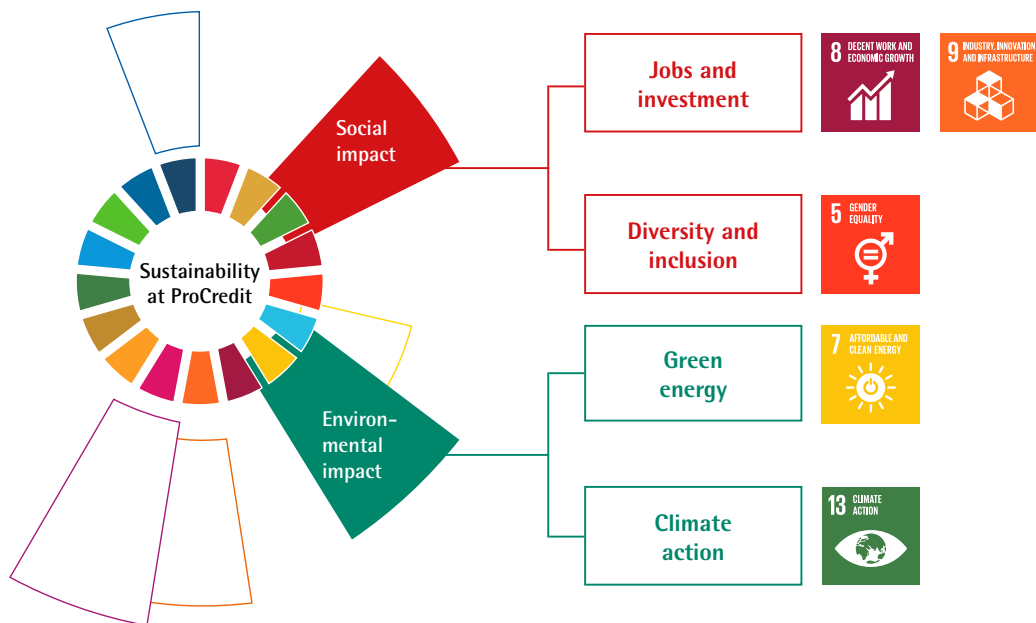 Sustainability
at ProCredit
Social
impact
Jobs and
investment
8 DECENT WORK AND
ECONOMIC GROWTH
9 INDUSTRY, INNOVATION
AND INFRASTRUCTURE
Diversity and
inclusion
5 GENDER
EQUALITY
Environ-
mental
impact
Green
energy
7 AFFORDABLE AND
CLEAN ENERGY
Climate
action
13 CLIMATE
ACTION